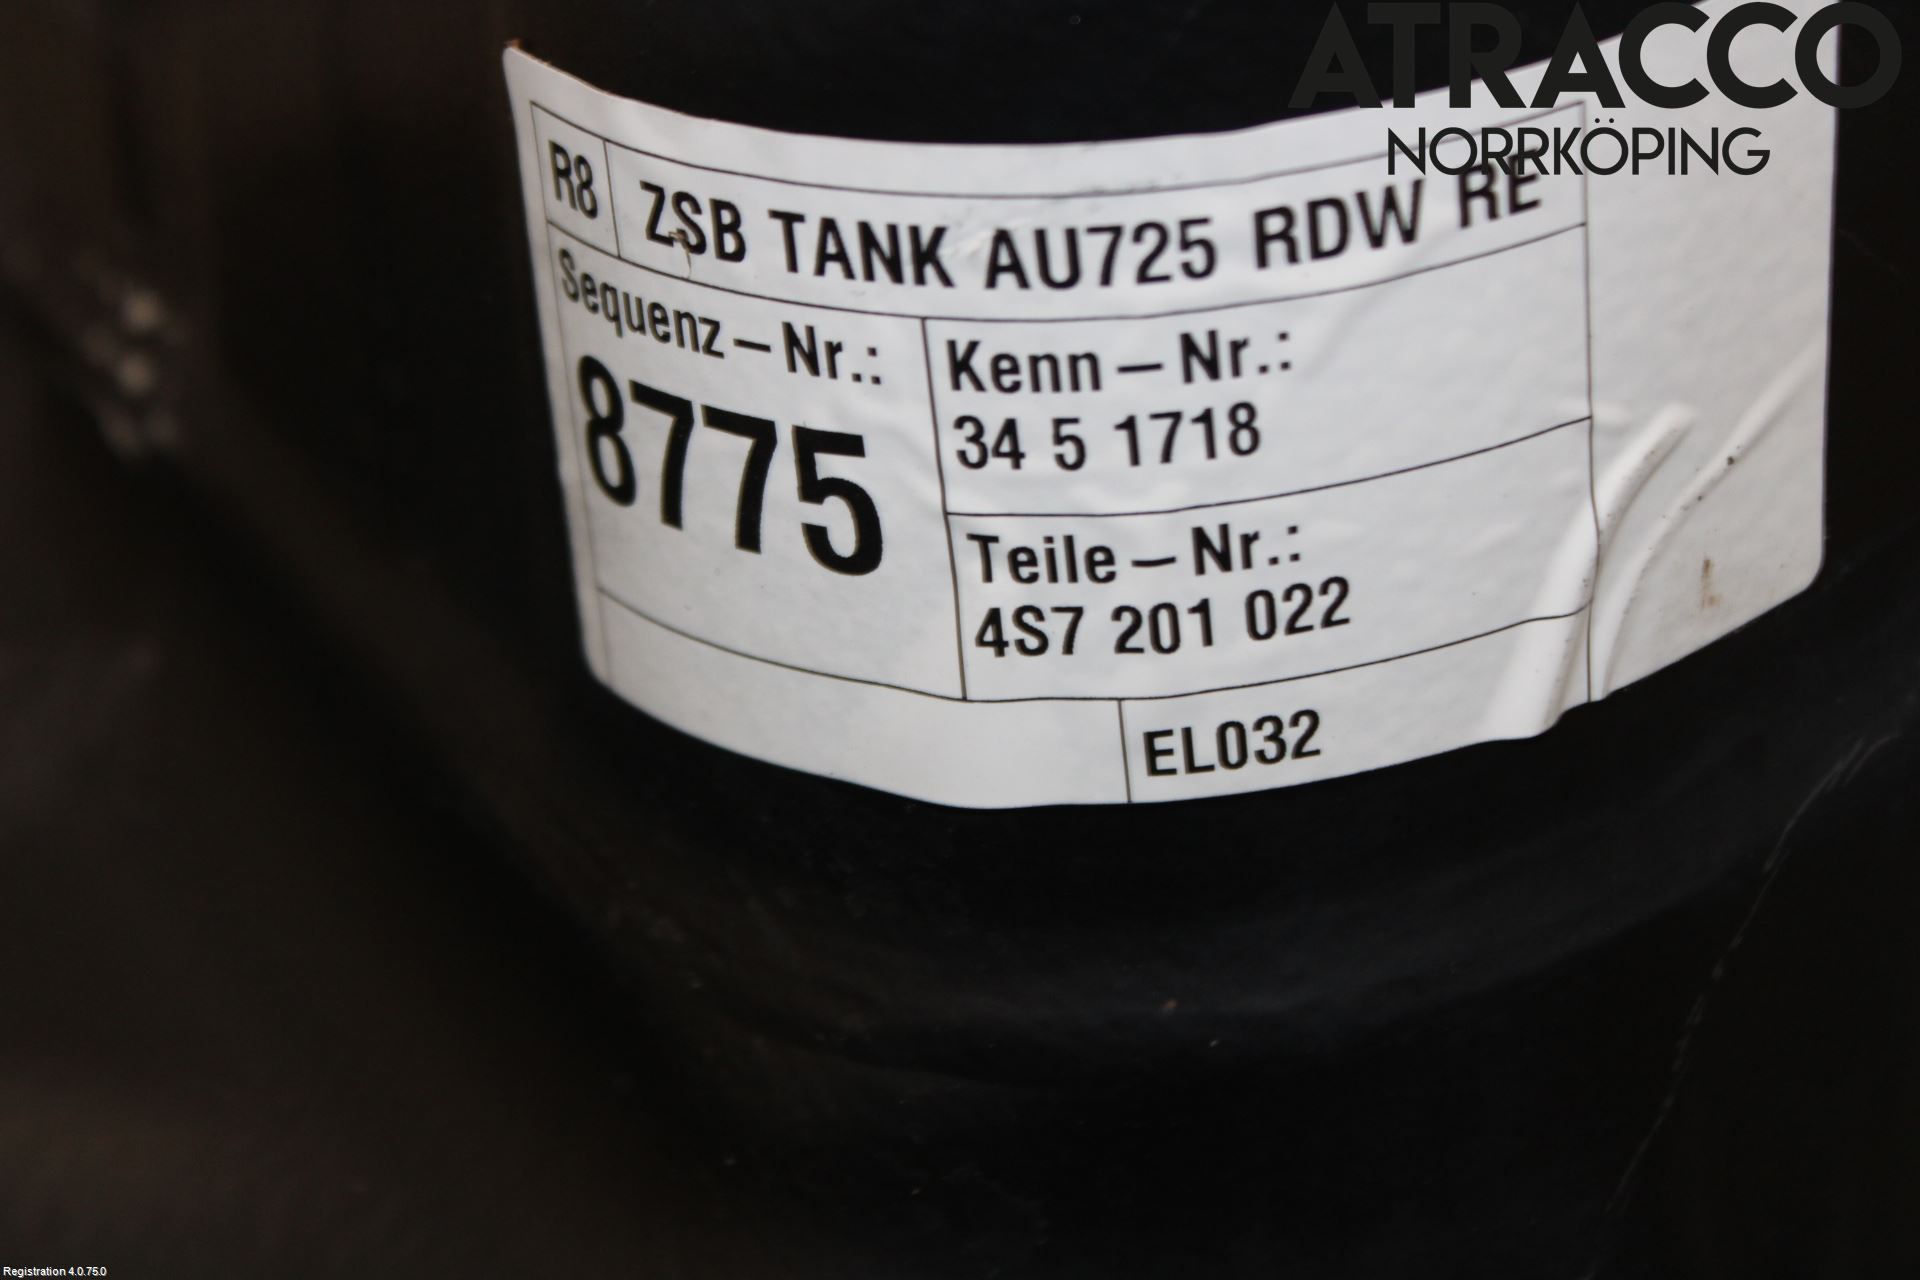 ATRACCO
NORRKÖPING
R8 ZSB TANK AU725 RDW RE
Sequenz-Nr.:
8775
Kenn-Nr.:
34 5 1718
Teile-Nr.:
4S7 201 022
EL032
Registration 4.0.75.0